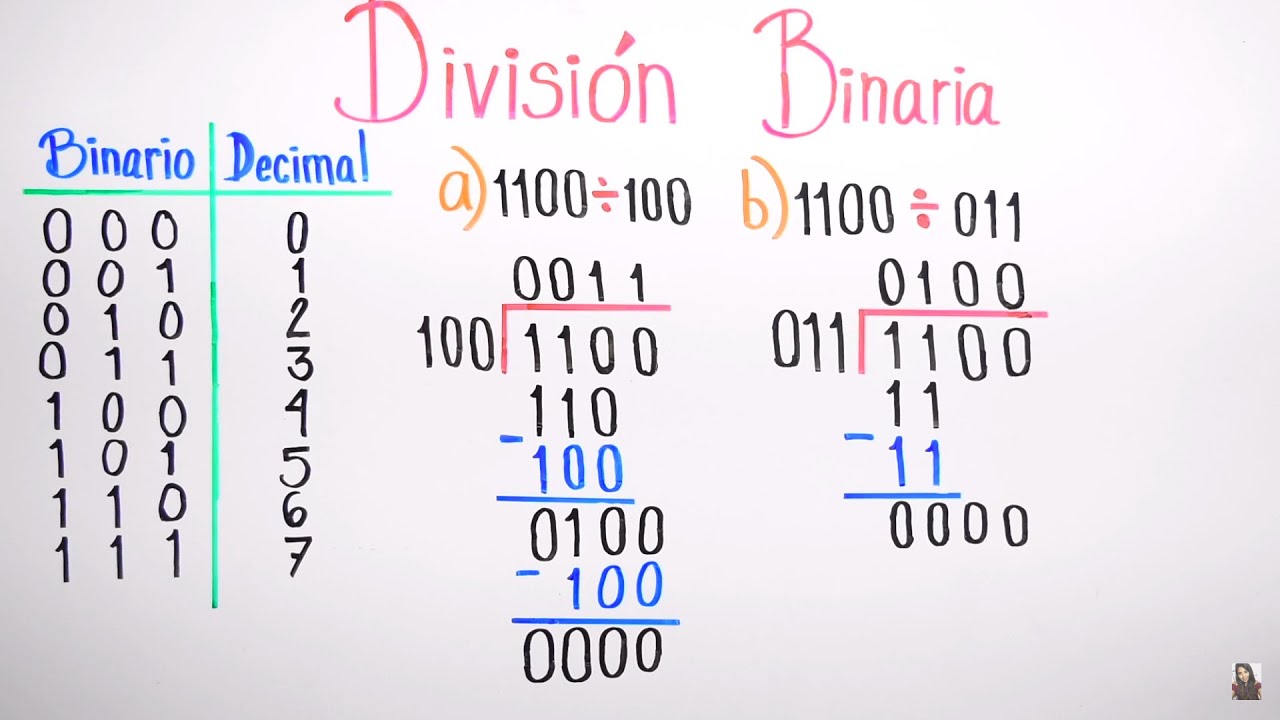 División Binaria
Binario Decimal
0 0 0 0
0 0 1 1
0 1 0 2
0 1 1 3
1 0 0 4
1 0 1 5
1 1 0 6
1 1 1 7
a) 1100÷100
0011
100 1100
110
-100
0100
-100
0000
b) 1100÷011
0100
011 1100
11
-11
0000